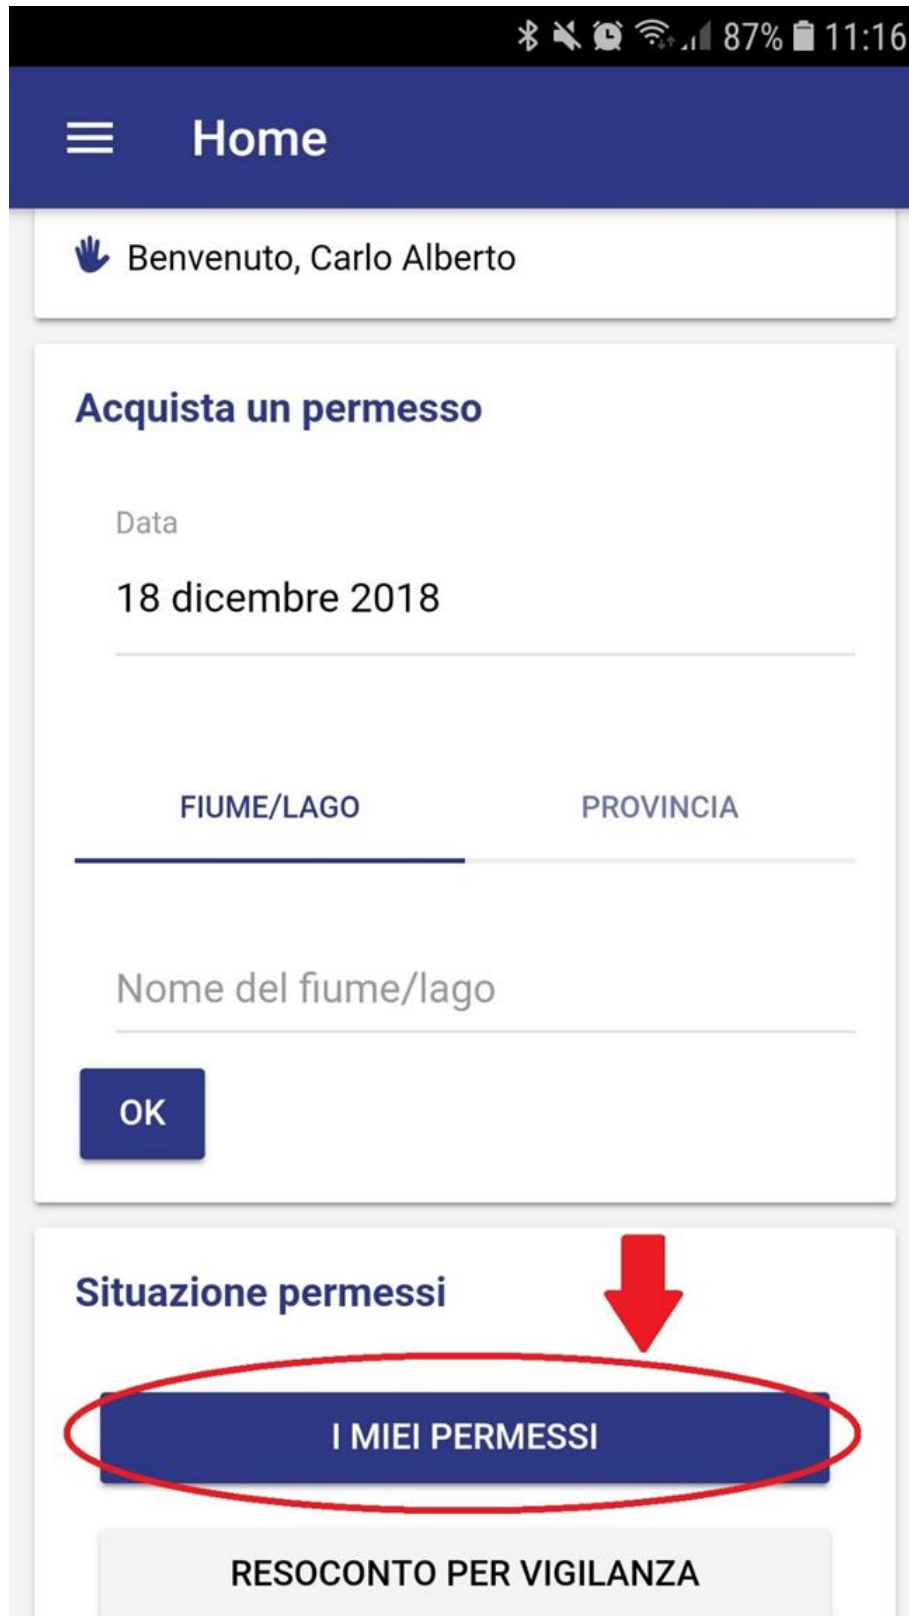 87% 11:16
Home
Benvenuto, Carlo Alberto
Acquista un permesso
Data
18 dicembre 2018
FIUME/LAGO PROVINCIA
Nome del fiume/lago
OK
Situazione permessi
I MIEI PERMESSI
RESOCONTO PER VIGILANZA